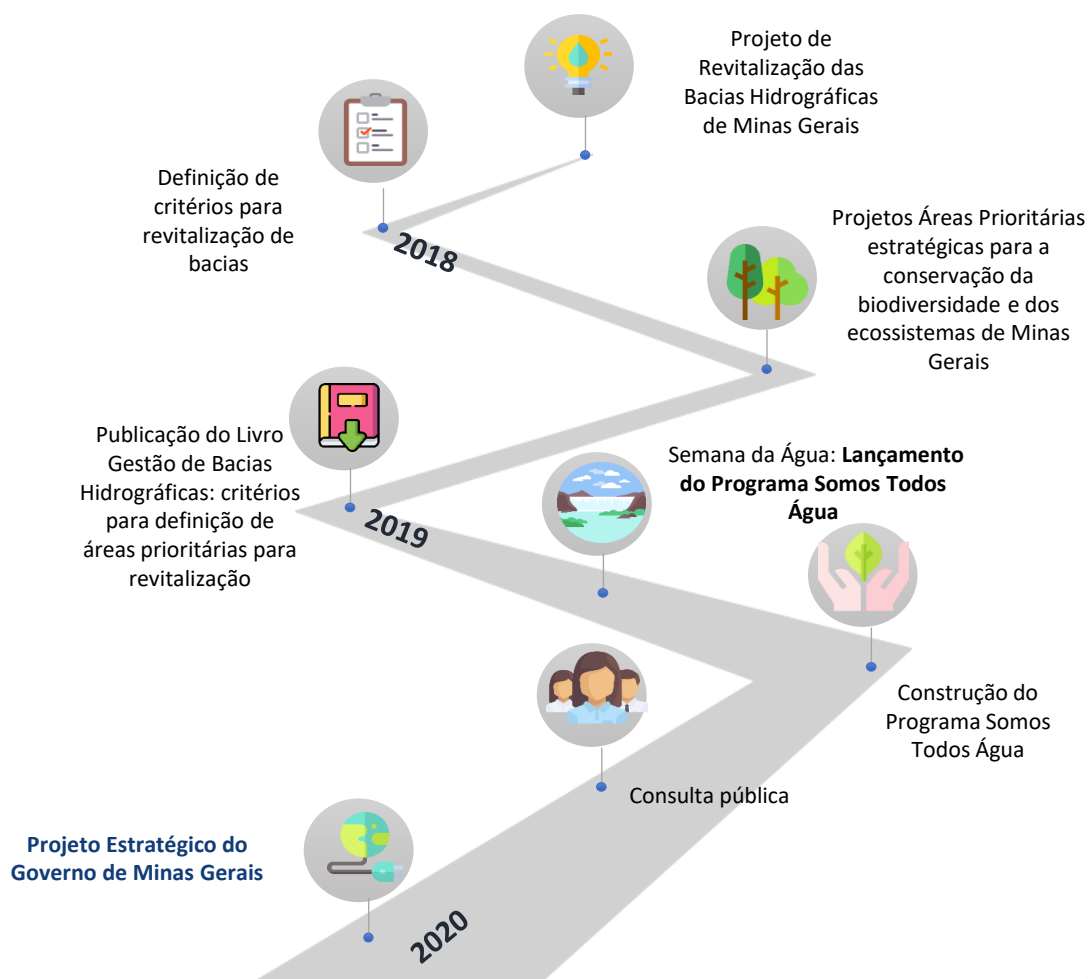 Projeto de
Revitalização das
Bacias Hidrográficas
de Minas Gerais
Definição de
critérios para
revitalização de
bacias
2018
Projetos Áreas Prioritárias
estratégicas para a
conservação da
biodiversidade e dos
ecossistemas de Minas
Gerais
Publicação do Livro
Gestão de Bacias
Hidrográficas: critérios
para definição de
áreas prioritárias para
revitalização
2019
Semana da Água: Lançamento
do Programa Somos Todos
Água
Construção do
Programa Somos
Todos Água
Consulta pública
Projeto Estratégico do
Governo de Minas Gerais
2020